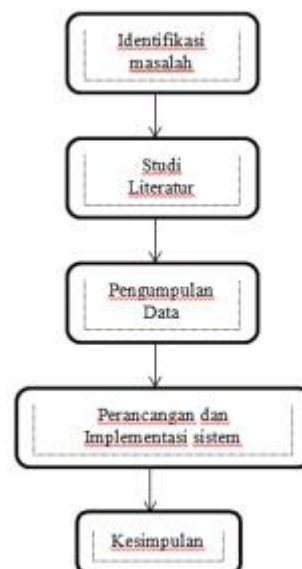 Identifikasi
masalah
Studi
Literatur
Pengumpulan
Data
Perancangan dan
Implementasi sistem
Kesimpulan